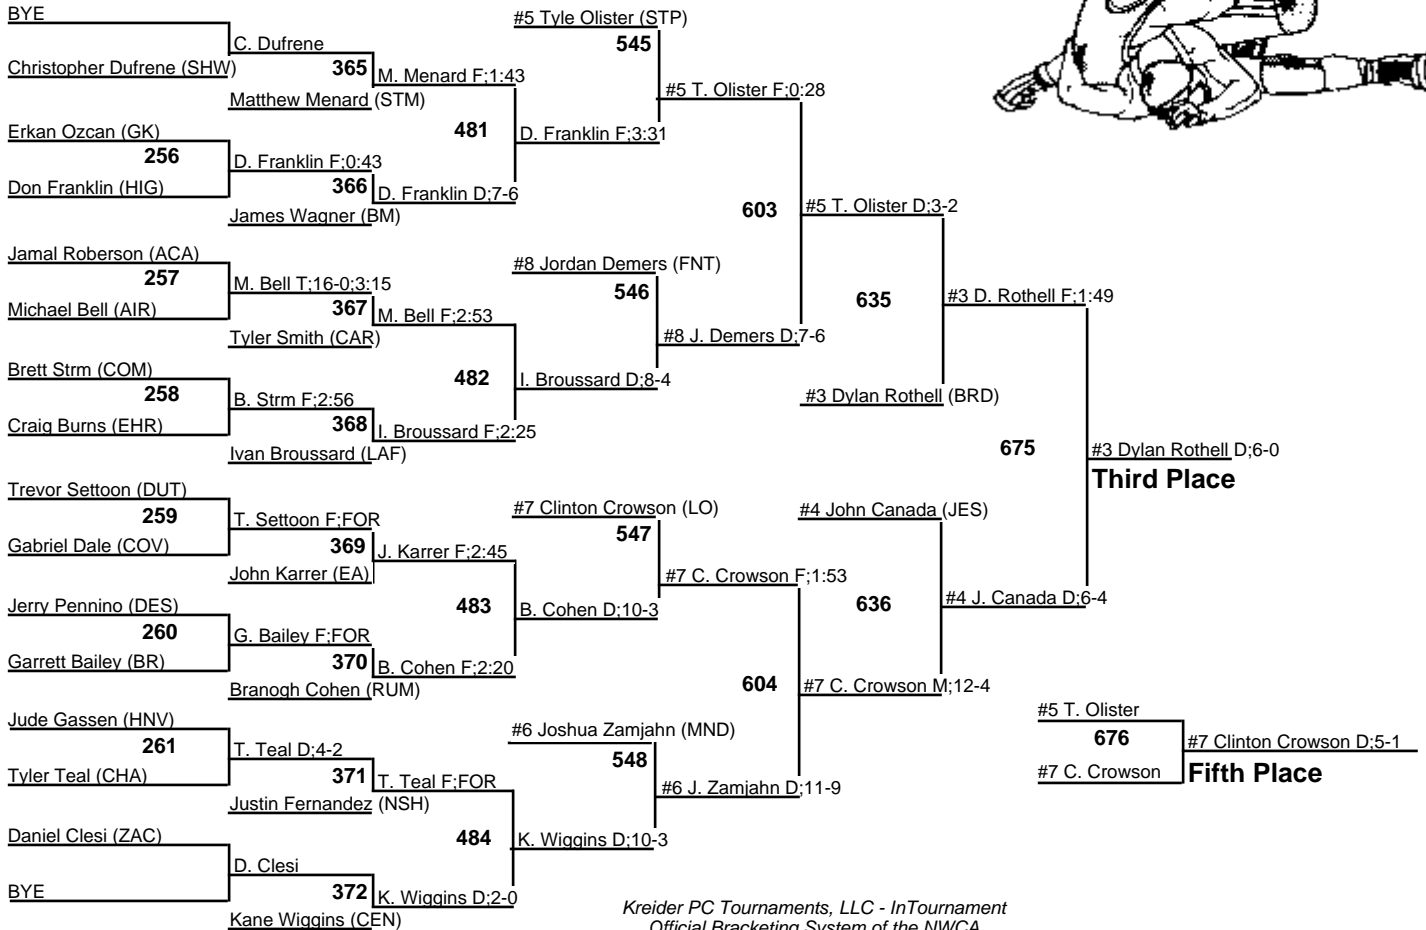 BYE
C. Dufrene
Christopher Dufrene (SHW)
365
M. Menard F;1:43
Matthew Menard (STM)
481
D. Franklin F;3:31
Erkan Ozcan (GK)
256
D. Franklin F;0:43
Don Franklin (HIG)
366
D. Franklin D;7-6
James Wagner (BM)
#5 Tyle Olister (STP)
545
#5 T. Olister F;0:28
603
#5 T. Olister D;3-2
Jamal Roberson (ACA)
257
M. Bell T;16-0;3:15
Michael Bell (AIR)
367
M. Bell F;2:53
Tyler Smith (CAR)
482
I. Broussard D;8-4
Brett Strm (COM)
258
B. Strm F;2:56
Craig Burns (EHR)
368
I. Broussard F;2:25
Ivan Broussard (LAF)
#8 Jordan Demers (FNT)
546
#8 J. Demers D;7-6
635
#3 D. Rothell F;1:49
#3 Dylan Rothell (BRD)
675
#3 Dylan Rothell D;6-0
Third Place
Trevor Settoon (DUT)
259
T. Settoon F;FOR
Gabriel Dale (COV)
369
J. Karrer F;2:45
John Karrer (EA)
483
B. Cohen D;10-3
Jerry Pennino (DES)
260
G. Bailey F;FOR
Garrett Bailey (BR)
370
B. Cohen F;2:20
Branogh Cohen (RUM)
#7 Clinton Crowson (LO)
547
#7 C. Crowson F;1:53
#4 John Canada (JES)
636
#4 J. Canada D;6-4
604
#7 C. Crowson M;12-4
Jude Gassen (HNV)
261
T. Teal D;4-2
Tyler Teal (CHA)
371
T. Teal F;FOR
Justin Fernandez (NSH)
484
K. Wiggins D;10-3
Daniel Clesi (ZAC)
D. Clesi
BYE
372
K. Wiggins D;2-0
Kane Wiggins (CEN)
#6 Joshua Zamjahn (MND)
548
#6 J. Zamjahn D;11-9
#5 T. Olister
676
#7 Clinton Crowson D;5-1
#7 C. Crowson
Fifth Place
Kreider PC Tournaments, LLC - InTournament
Official Bracketing System of the NWCA